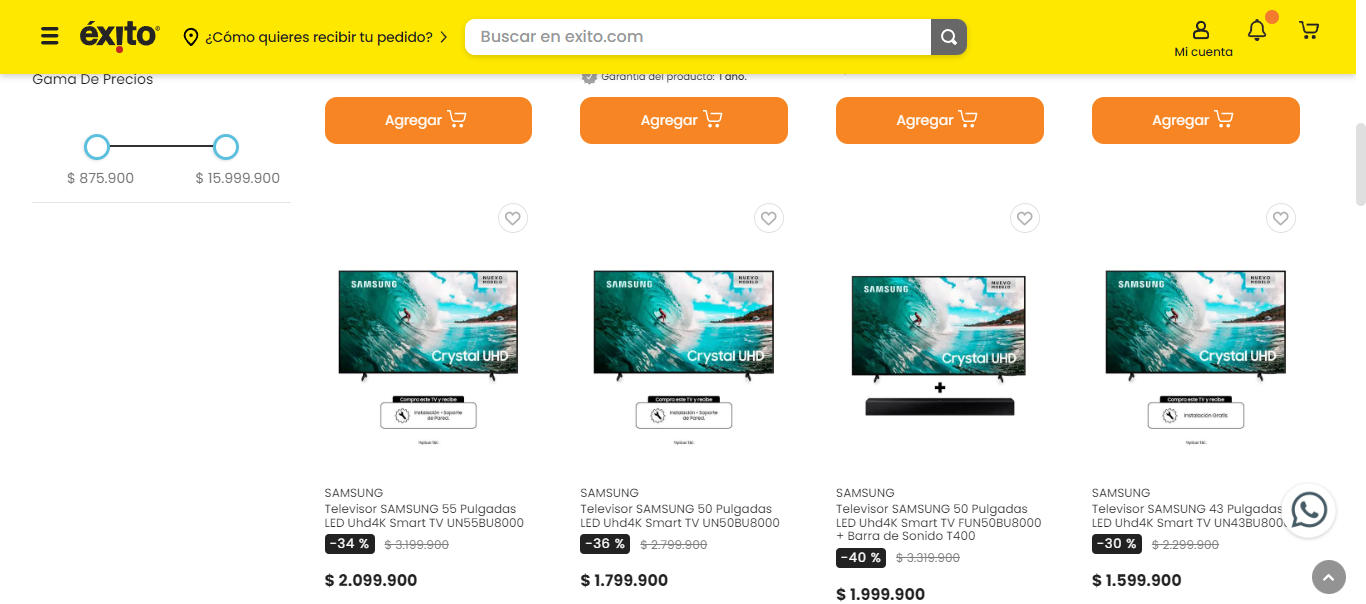 éxito
¿Cómo quieres recibir tu pedido?
Buscar en exito.com
Mi cuenta
Gama De Precios
$ 875.900
$ 15.999.900
Garantía del producto: 1 año.
Agregar
Agregar
Agregar
Agregar
SAMSUNG
NUEVO
MODELO
Crystal UHD
Compra este TV y recibe
Instalación + Soporte
de Pared.
SAMSUNG
NUEVO
MODELO
Crystal UHD
Compra este TV y recibe
Instalación + Soporte
de Pared.
SAMSUNG
NUEVO
MODELO
Crystal UHD
+
SAMSUNG
NUEVO
MODELO
Crystal UHD
Compra este TV y recibe
Instalación Gratis
SAMSUNG
Televisor SAMSUNG 55 Pulgadas
LED Uhd4K Smart TV UN55BU8000
-34 % $ 3.199.900
$ 2.099.900
SAMSUNG
Televisor SAMSUNG 50 Pulgadas
LED Uhd4K Smart TV UN50BU8000
-36 % $ 2.799.900
$ 1.799.900
SAMSUNG
Televisor SAMSUNG 50 Pulgadas
LED Uhd4K Smart TV FUN50BU8000
+ Barra de Sonido T400
-40 % $ 3.319.900
$ 1.999.900
SAMSUNG
Televisor SAMSUNG 43 Pulgadas
LED Uhd4K Smart TV UN43BU8000
-30 % $ 2.299.900
$ 1.599.900